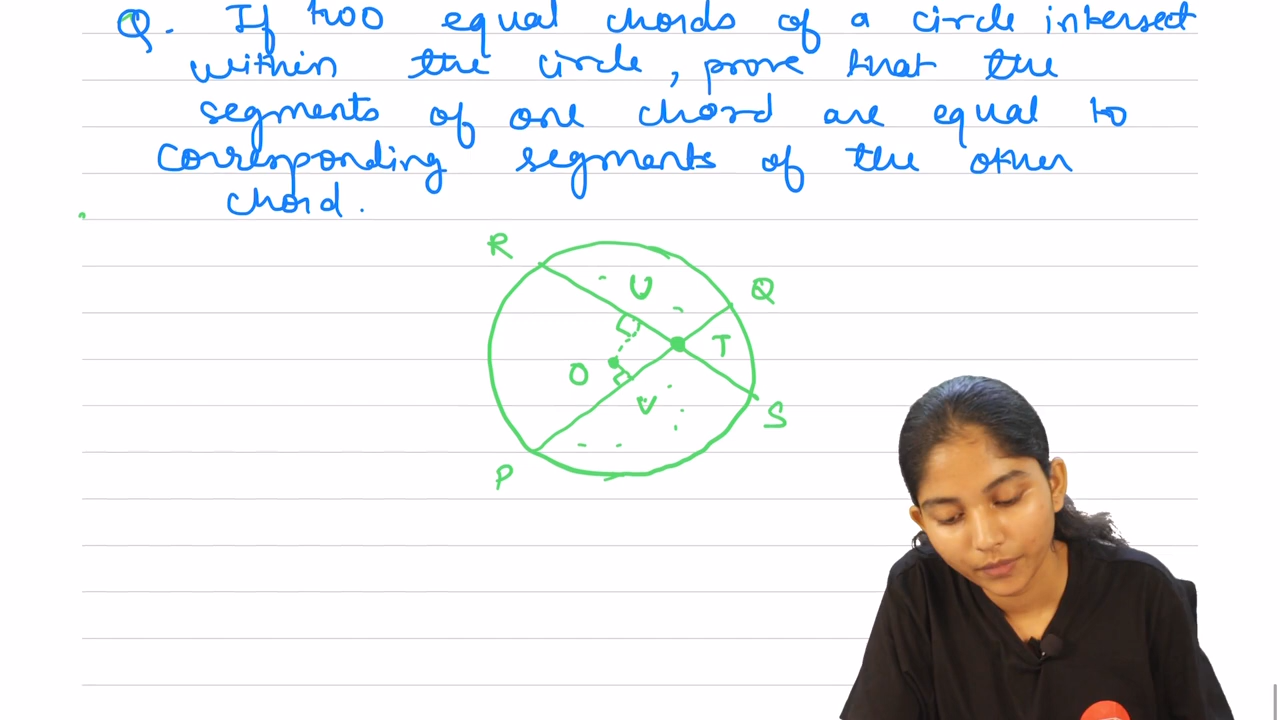 Q. If two equal chords of a circle intersect
within the circle, prove that the
segments of one chord are equal to
corresponding segments of the other
chord.
R
U
Q
T
O
V
S
P